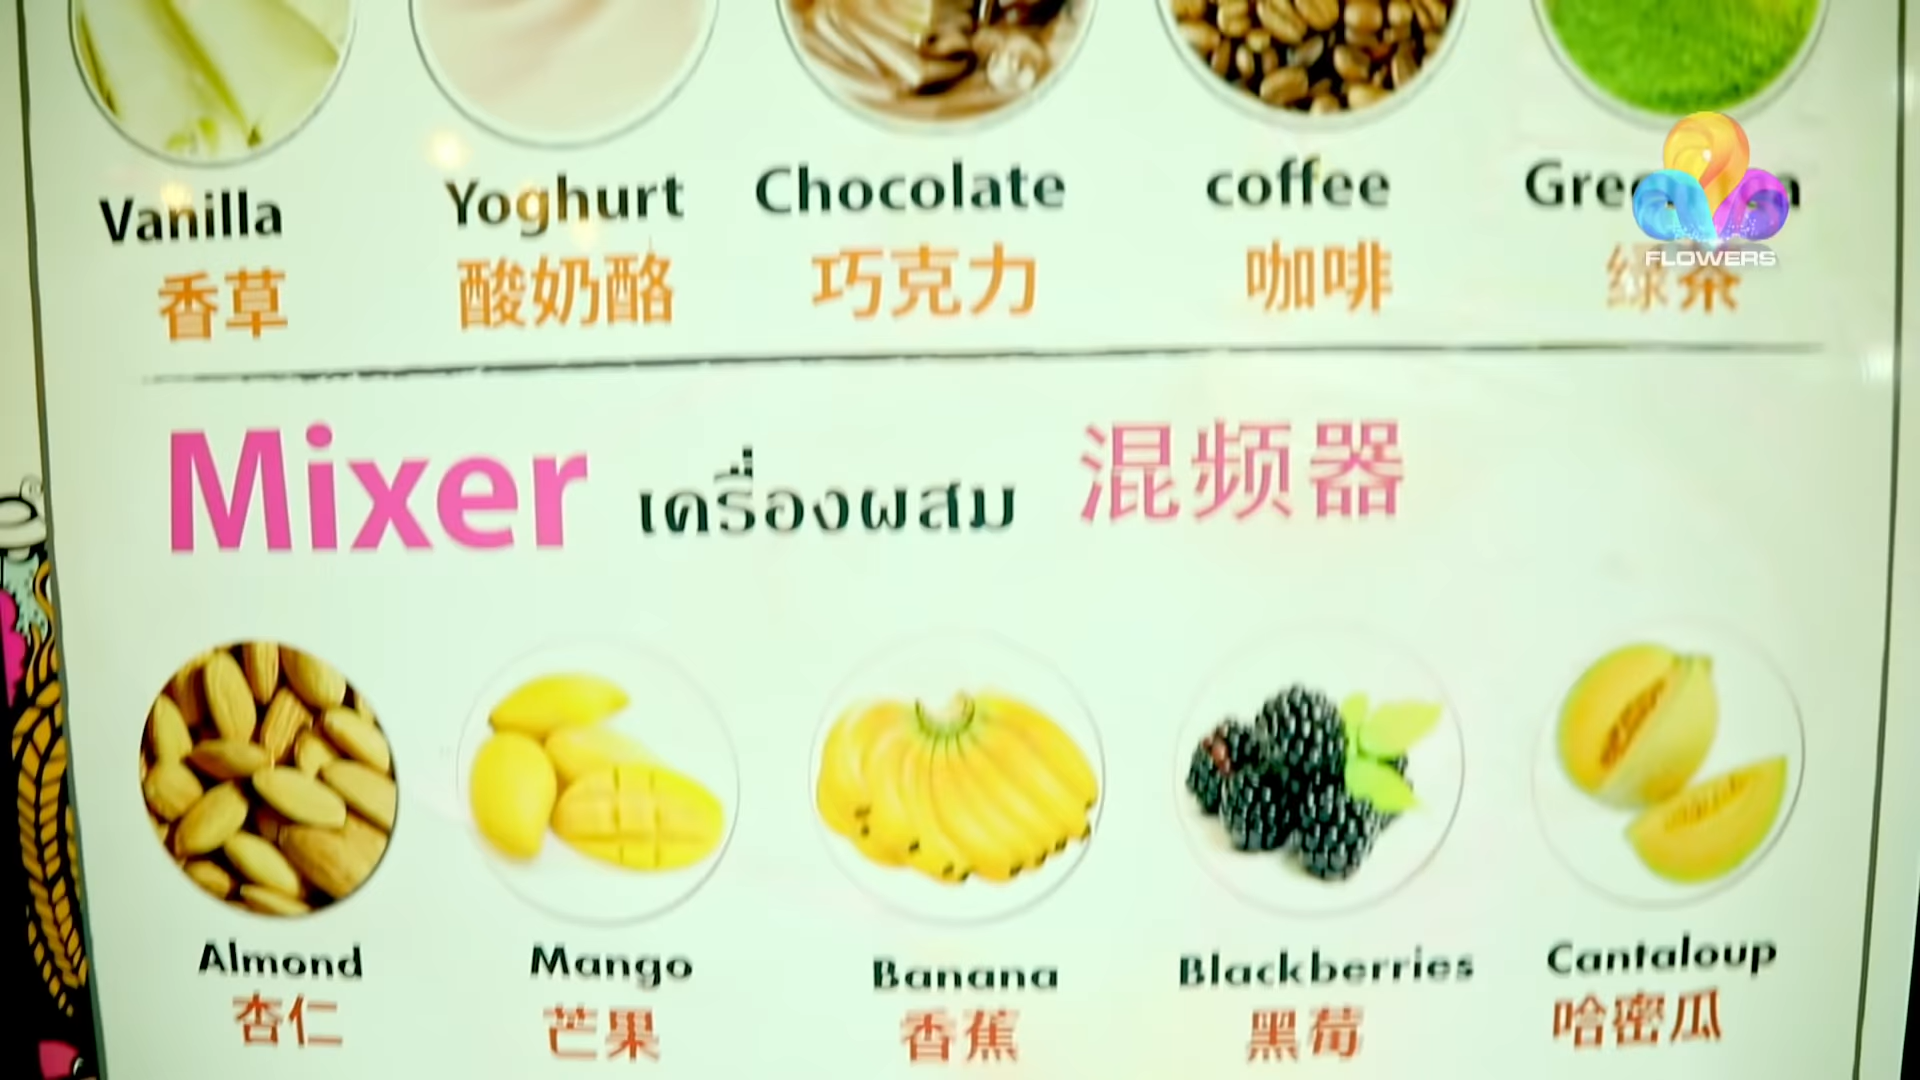 Vanilla
香草
Yoghurt
酸奶酪
Chocolate
巧克力
coffee
咖啡
绿茶
FLOWERS
Mixer เครื่องผสม 混频器
Almond
杏仁
Mango
芒果
Banana
香蕉
Blackberries
黑莓
Cantaloup
哈密瓜